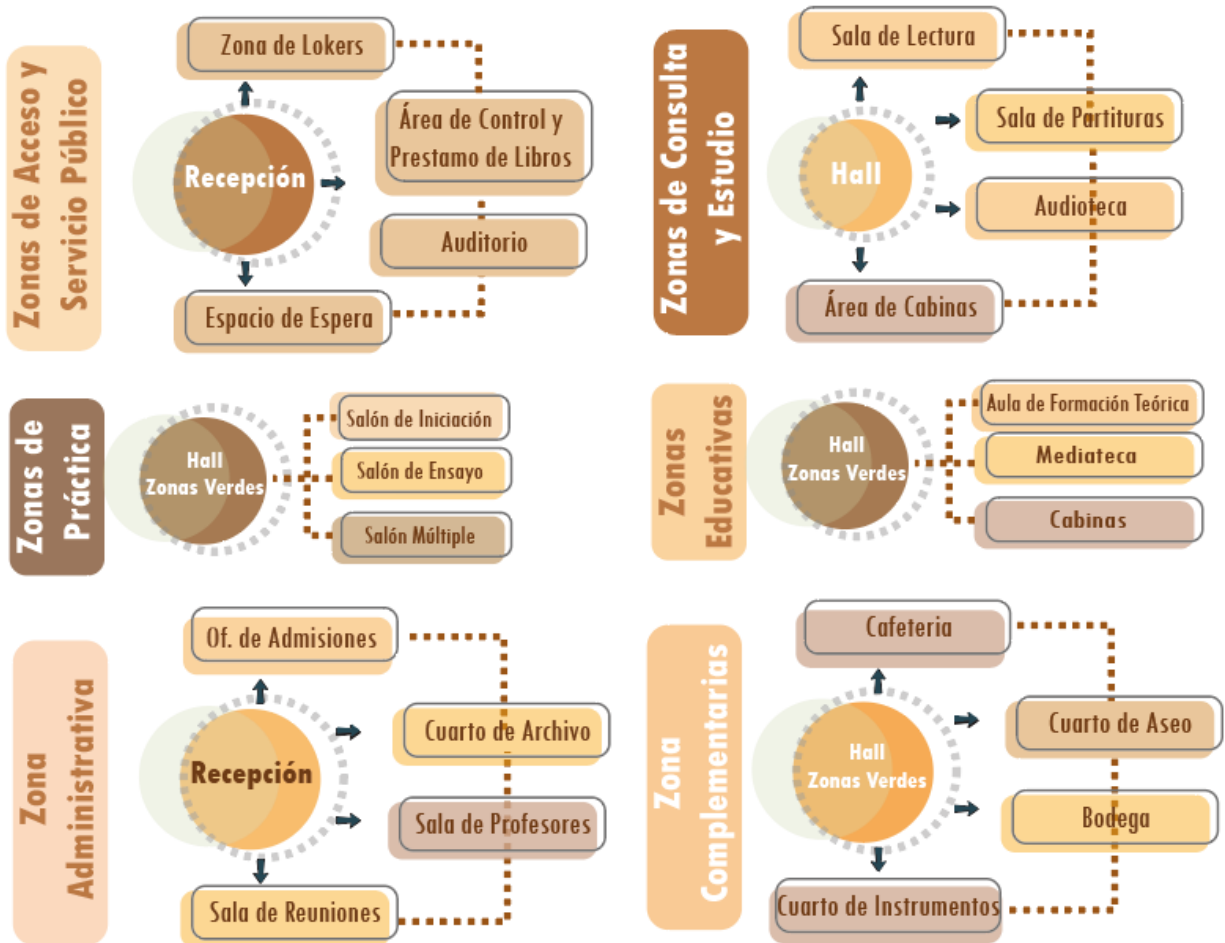 Zonas de Acceso y
Servicio Público
Zona de Lokers
Recepción
Área de Control y
Prestamo de Libros
Auditorio
Espacio de Espera
Zonas de Consulta
y Estudio
Sala de Lectura
Hall
Sala de Partituras
Audioteca
Área de Cabinas
Zonas de
Práctica
Hall
Zonas Verdes
Salón de Iniciación
Salón de Ensayo
Salón Múltiple
Zonas
Educativas
Hall
Zonas Verdes
Aula de Formación Teórica
Mediateca
Cabinas
Zona
Administrativa
Of. de Admisiones
Recepción
Cuarto de Archivo
Sala de Profesores
Sala de Reuniones
Zona
Complementarias
Cafeteria
Hall
Zonas Verdes
Cuarto de Aseo
Bodega
Cuarto de Instrumentos